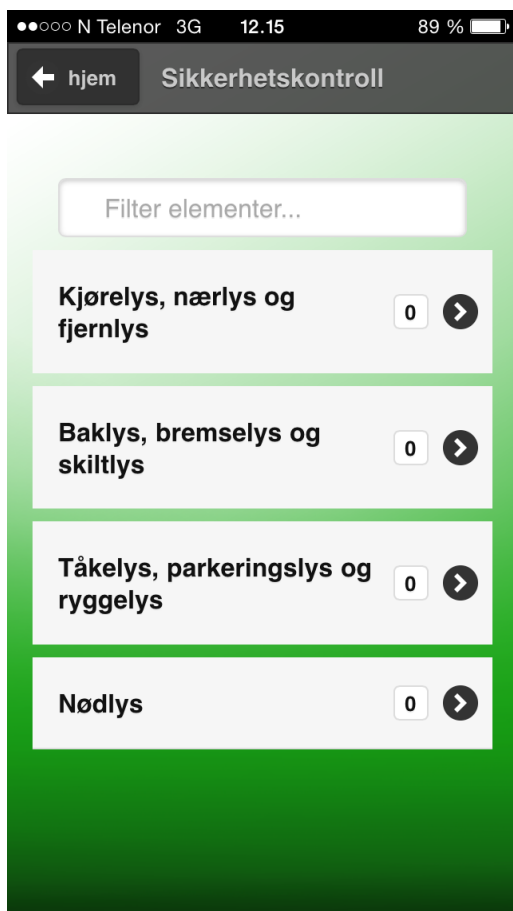 N Telenor 3G 12.15 89 %
hjem Sikkerhetskontroll
Filter elementer...
Kjørelys, nærlys og
fjernlys
0
Baklys, bremselys og
skiltlys
0
Tåkelys, parkeringslys og
ryggelys
0
Nødlys
0